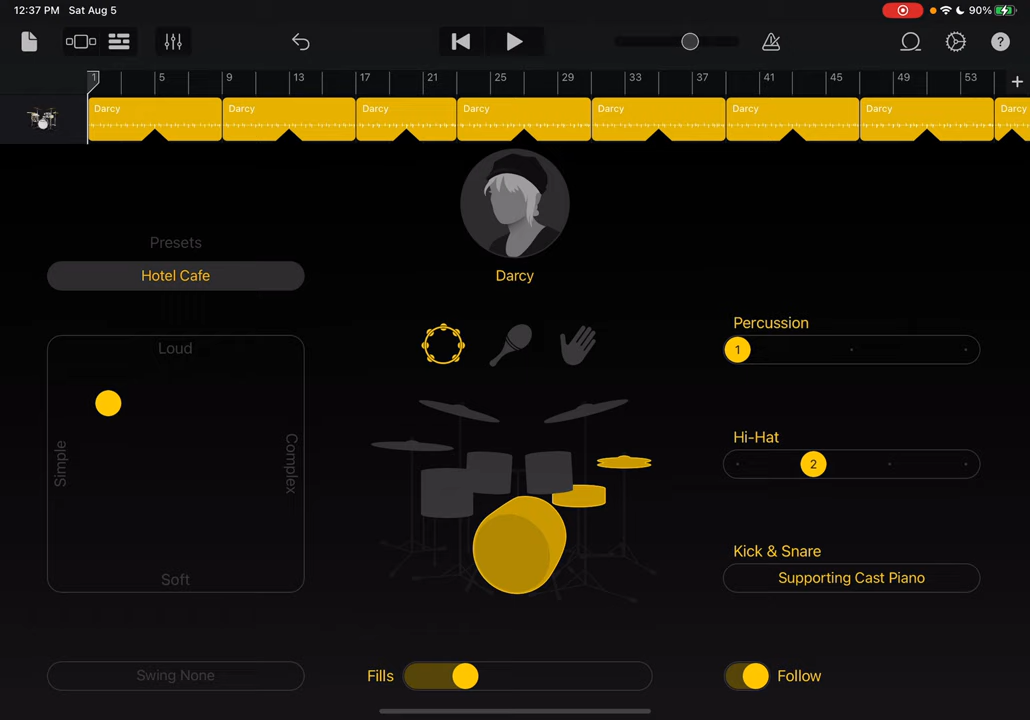 12:37 PM Sat Aug 5
90%
1 5 9 13 17 21 25 29 33 37 41 45 49 53
Darcy Darcy Darcy Darcy Darcy Darcy Darcy Darcy
Presets
Hotel Cafe
Darcy
Loud
Simple
Complex
Soft
Swing None
Fills
Percussion
1
Hi-Hat
2
Kick & Snare
Supporting Cast Piano
Follow